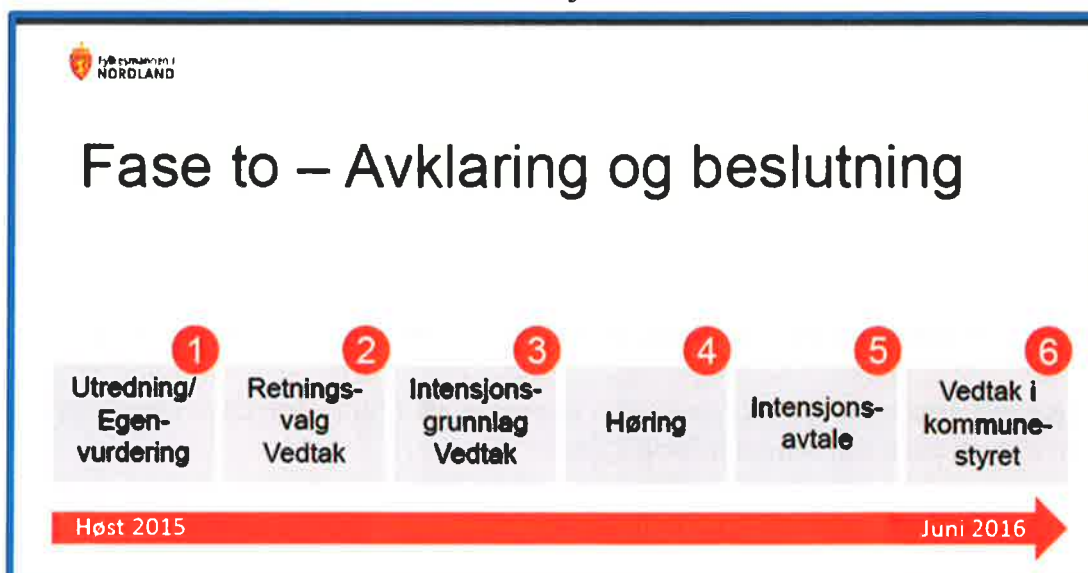 Fylkesmannen i
NORDLAND
Fase to – Avklaring og beslutning
1
Utredning/
Egen-
vurdering
2
Retnings-
valg
Vedtak
3
Intensjons-
grunnlag
Vedtak
4
Høring
5
Intensjons-
avtale
6
Vedtak i
kommune-
styret
Høst 2015
Juni 2016